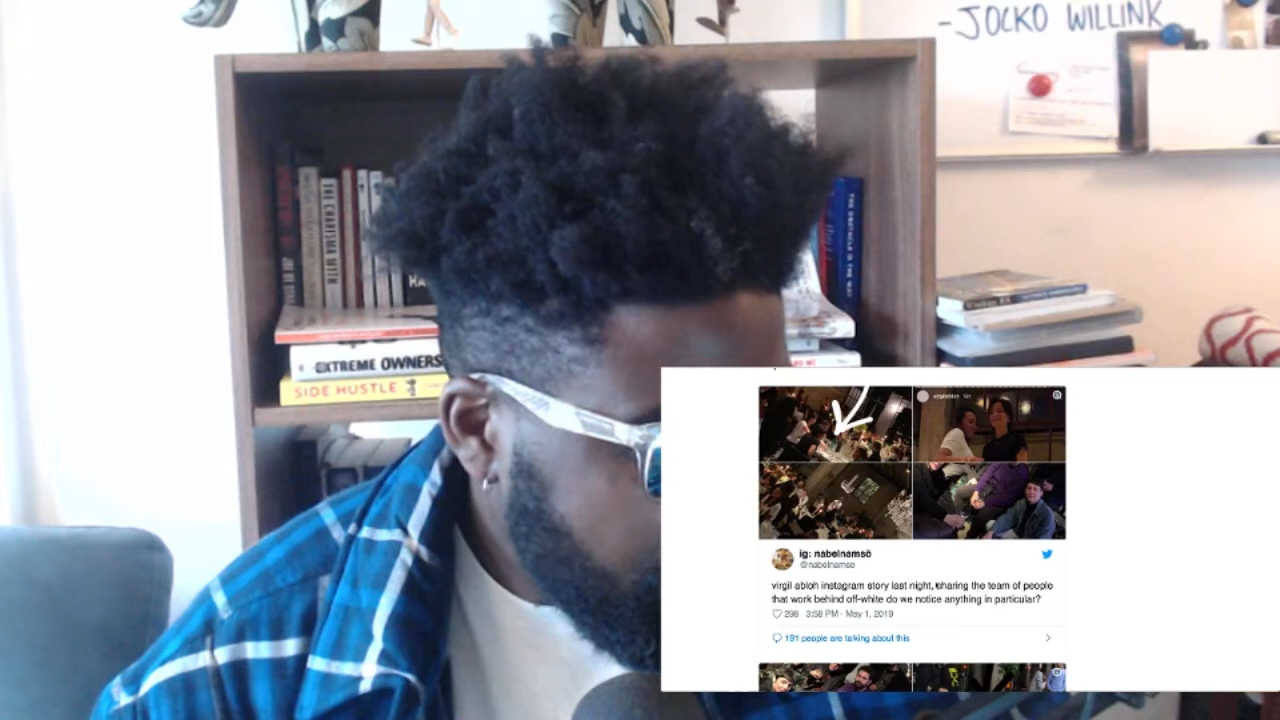 -JOCKO WILLINK
THE CHARISMA MYTH
THE OBSTACLE IS THE WAY
EXTREME OWNERS
SIDE HUSTLE
virgilabloh
ig: nabelnamsö
@nabelnamso
virgil abloh instagram story last night, sharing the team of people
that work behind off-white do we notice anything in particular?
298 3:58 PM - May 1, 2019
191 people are talking about this